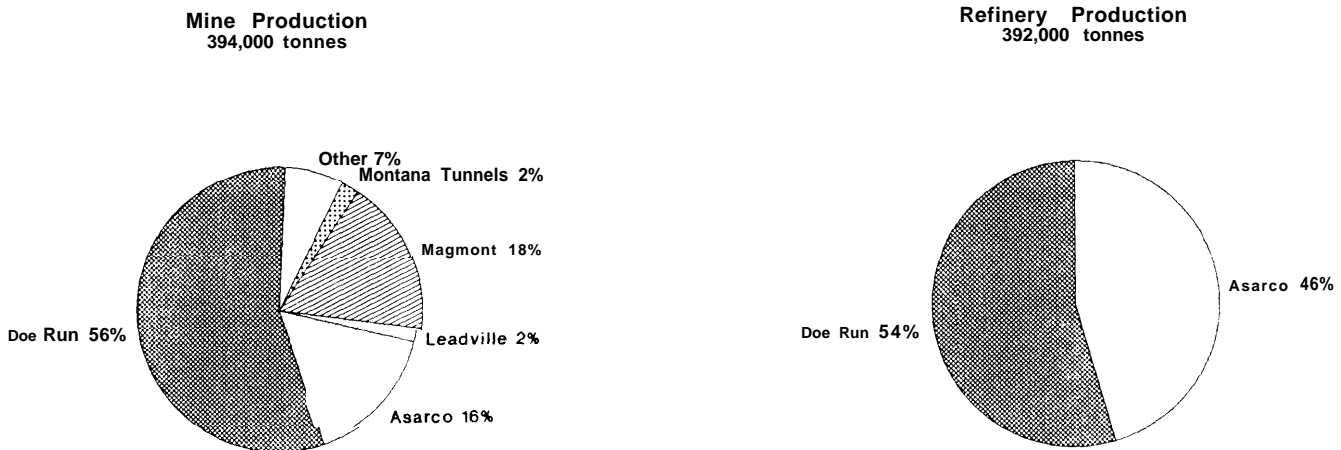 Mine Production
394,000 tonnes
Other 7%
Montana Tunnels 2%
Magmont 18%
Leadville 2%
Asarco 16%
Doe Run 56%
Refinery Production
392,000 tonnes
Asarco 46%
Doe Run 54%